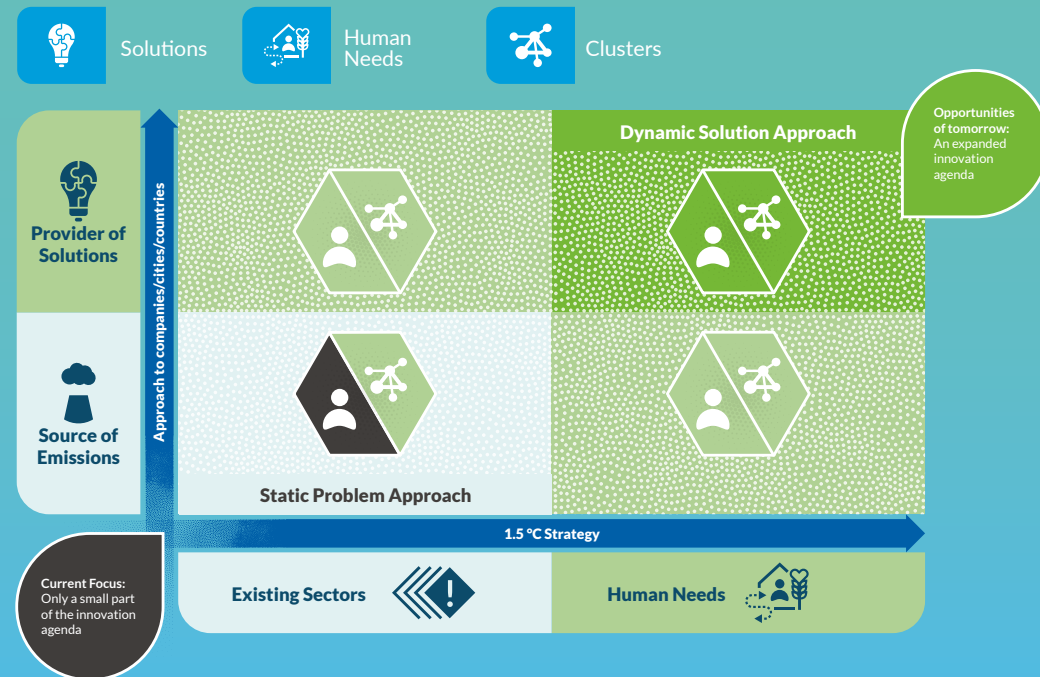 Solutions
Human
Needs
Clusters
Opportunities
of tomorrow:
An expanded
innovation
agenda
Dynamic Solution Approach
Provider of
Solutions
Approach to companies/cities/countries
Source of
Emissions
Static Problem Approach
1.5 °C Strategy
Current Focus:
Only a small part
of the innovation
agenda
Existing Sectors
!
Human Needs